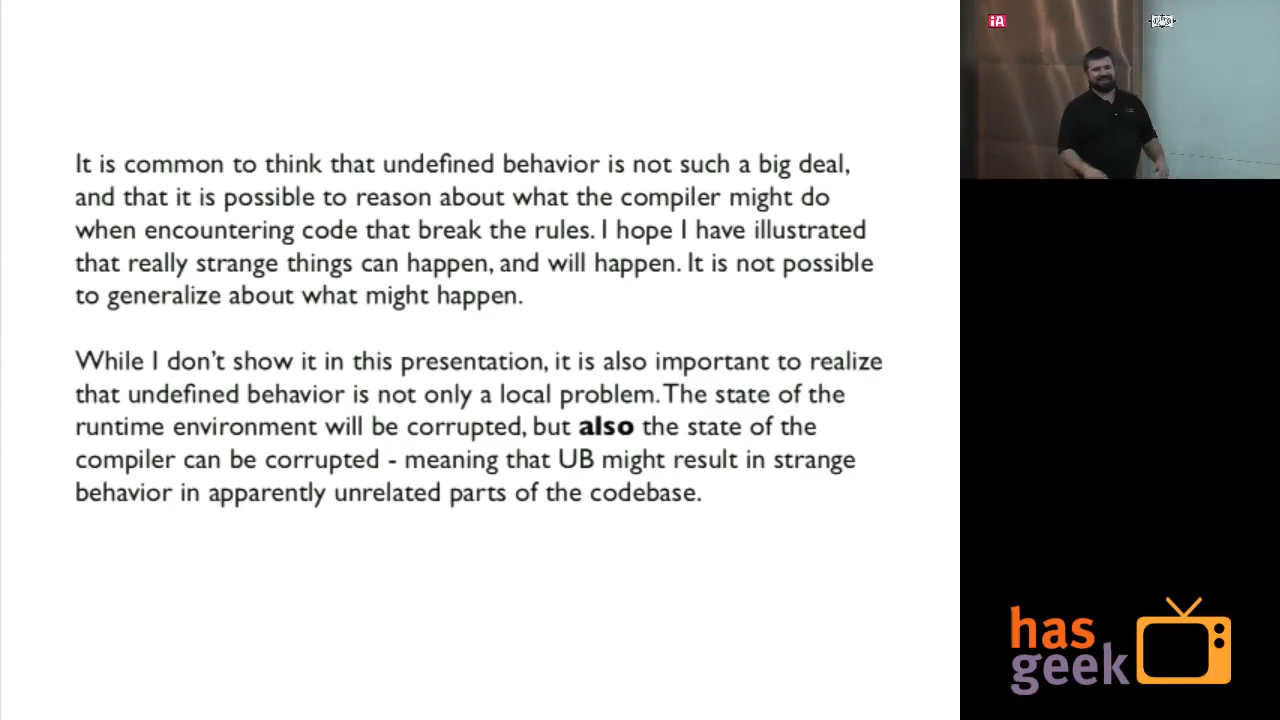 It is common to think that undefined behavior is not such a big deal,
and that it is possible to reason about what the compiler might do
when encountering code that break the rules. I hope I have illustrated
that really strange things can happen, and will happen. It is not possible
to generalize about what might happen.
While I don’t show it in this presentation, it is also important to realize
that undefined behavior is not only a local problem. The state of the
runtime environment will be corrupted, but also the state of the
compiler can be corrupted - meaning that UB might result in strange
behavior in apparently unrelated parts of the codebase.
iA
has
geek